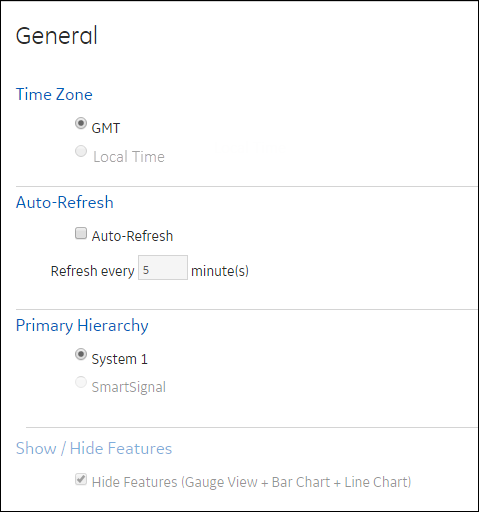 General
Time Zone
GMT
Local Time
Auto-Refresh
Auto-Refresh
Refresh every 5 minute(s)
Primary Hierarchy
System 1
SmartSignal
Show / Hide Features
Hide Features (Gauge View + Bar Chart + Line Chart)